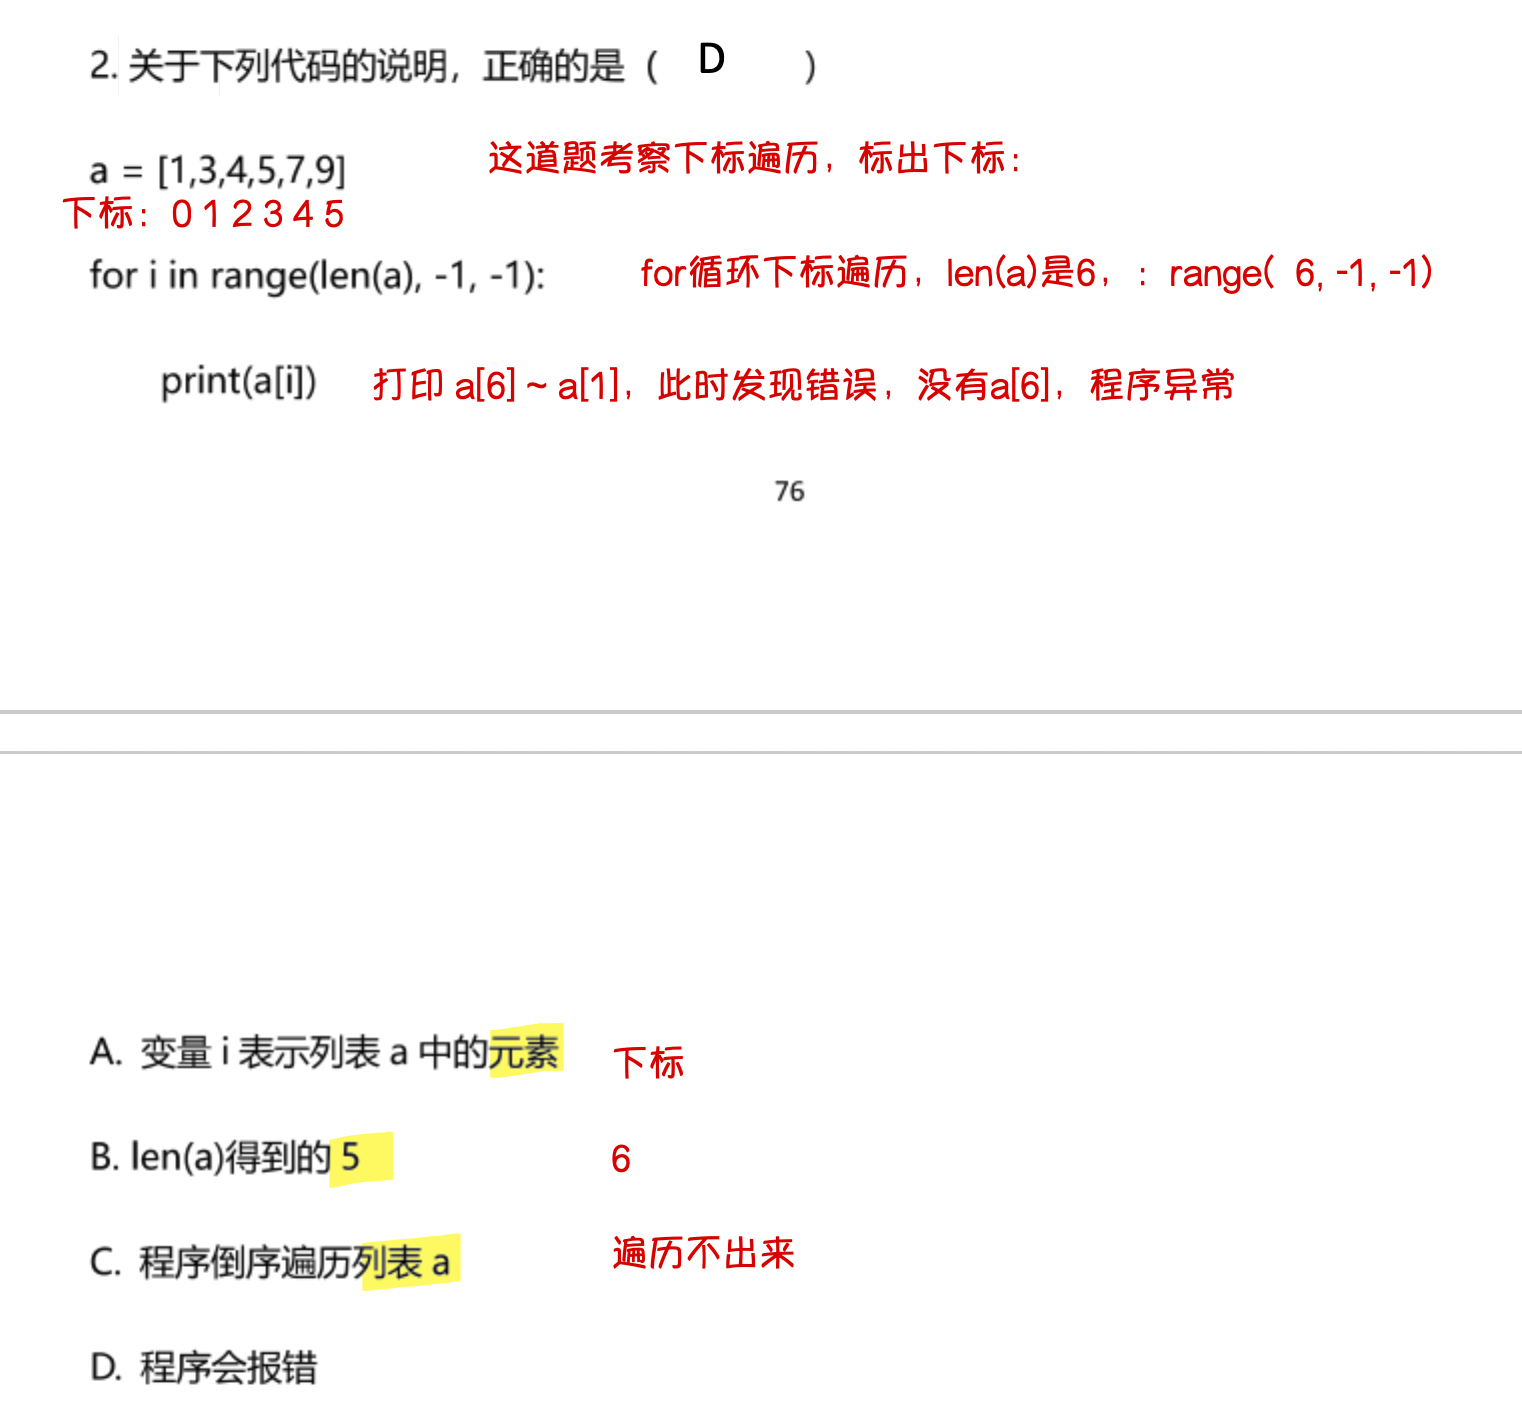 2. 关于下列代码的说明，正确的是（ D ）
a = [1,3,4,5,7,9] 这道题考察下标遍历，标出下标：
下标：0 1 2 3 4 5
for i in range(len(a), -1, -1): for循环下标遍历，len(a)是6，：range( 6, -1, -1)
print(a[i]) 打印 a[6] ~ a[1]，此时发现错误，没有a[6]，程序异常
76
A. 变量 i 表示列表 a 中的元素 下标
B. len(a)得到的 5 6
C. 程序倒序遍历列表 a 遍历不出来
D. 程序会报错